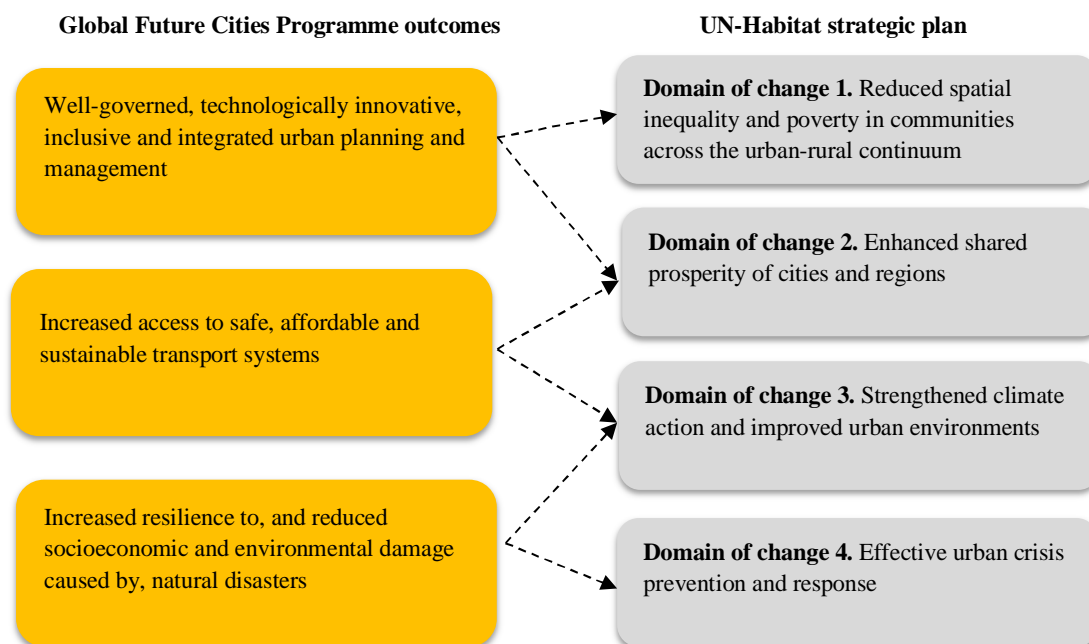 Global Future Cities Programme outcomes
Well-governed, technologically innovative,
inclusive and integrated urban planning and
management
Increased access to safe, affordable and
sustainable transport systems
Increased resilience to, and reduced
socioeconomic and environmental damage
caused by, natural disasters
UN-Habitat strategic plan
Domain of change 1. Reduced spatial
inequality and poverty in communities
across the urban-rural continuum
Domain of change 2. Enhanced shared
prosperity of cities and regions
Domain of change 3. Strengthened climate
action and improved urban environments
Domain of change 4. Effective urban crisis
prevention and response